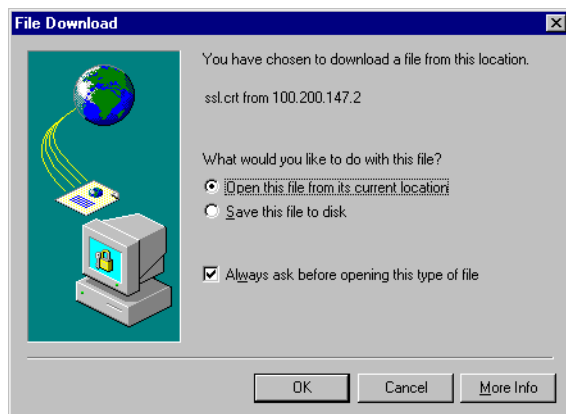 File Download
You have chosen to download a file from this location.
ssl.crt from 100.200.147.2
What would you like to do with this file?
Open this file from its current location
Save this file to disk
Always ask before opening this type of file
OK
Cancel
More Info